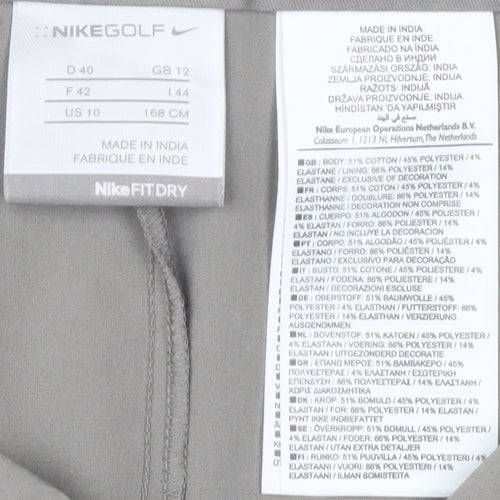 NIKEGOLF
D 40 GB 12
F 42 I 44
US 10 168 CM
MADE IN INDIA
FABRIQUE EN INDE
NikeFITDRY
MADE IN INDIA
FABRIQUE EN INDE
FABRICADO NA ÍNDIA
СДЕЛАНО В ИНДИИ
SZÁRMAZÁSI ORSZÁG: INDIA
ZEMLJA PROIZVODNJE: INDIJA
RAŽOTS: INDIJĀ
DRŽAVA PROIZVODNJE: INDIJA
HİNDİSTAN 'DA YAPILMIŞTIR
صنع في الهند
Nike European Operations Netherlands B.V.
Colosseum 1, 1213 NL Hilversum, The Netherlands
GB : BODY: 51% COTTON / 45% POLYESTER / 4%
ELASTANE / LINING: 86% POLYESTER / 14%
ELASTANE / EXCLUSIVE OF DECORATION
FR : CORPS: 51% COTON / 45% POLYESTER / 4%
ELASTHANNE / DOUBLURE: 86% POLYESTER / 14%
ELASTHANNE / DECORATION NON COMPRISE
ES : CUERPO: 51% ALGODON / 45% POLIESTER /
4% ELASTAN / FORRO: 86% POLIESTER / 14%
ELASTAN / NO INCLUYE LA DECORACION
PT : CORPO: 51% ALGODÃO / 45% POLIÉSTER / 4%
ELASTANO / FORRO: 86% POLIÉSTER / 14%
ELASTANO / EXCLUSIVO PARA DECORAÇÃO
IT : BUSTO: 51% COTONE / 45% POLIESTERE / 4%
ELASTAN / FODERA: 86% POLIESTERE / 14%
ELASTAN / DECORAZIONI ESCLUSE
DE : OBERSTOFF: 51% BAUMWOLLE / 45%
POLYESTER / 4% ELASTHAN / FUTTERSTOFF: 86%
POLYESTER / 14% ELASTHAN / VERZIERUNG
AUSGENOMMEN
NL : BOVENSTOF: 51% KATOEN / 45% POLYESTER /
4% ELASTAAN / VOERING: 86% POLYESTER / 14%
ELASTAAN / UITGEZONDERD DECORATIE
GR : ΕΠΑΝΩ ΜΕΡΟΣ: 51% ΒΑΜΒΑΚΕΡΟ / 45%
ΠΟΛΥΕΣΤΕΡΑΣ / 4% ΕΛΑΣΤΑΝΗ / ΕΣΩΤΕΡΙΚΗ
ΕΠΕΝΔΥΣΗ : 86% ΠΟΛΥΕΣΤΕΡΑΣ / 14% ΕΛΑΣΤΑΝΗ /
ΧΩΡΙΣ ΔΙΑΚΟΣΜΗΤΙΚΑ
DK : KROP: 51% BOMULD / 45% POLYESTER / 4%
ELASTAN / FOR: 86% POLYESTER / 14% ELASTAN /
PYNT IKKE INDBEFATTET
SE : ÖVERKROPP: 51% BOMULL / 45% POLYESTER /
4% ELASTAN / FODER: 86% POLYESTER / 14%
ELASTAN / UTAN EXTRA DETALJER
FI : RUNKO: 51% PUUVILLA / 45% POLYESTERI / 4%
ELASTAANI / VUORI: 86% POLYESTERI / 14%
ELASTAANI / ILMAN SOMISTEITA